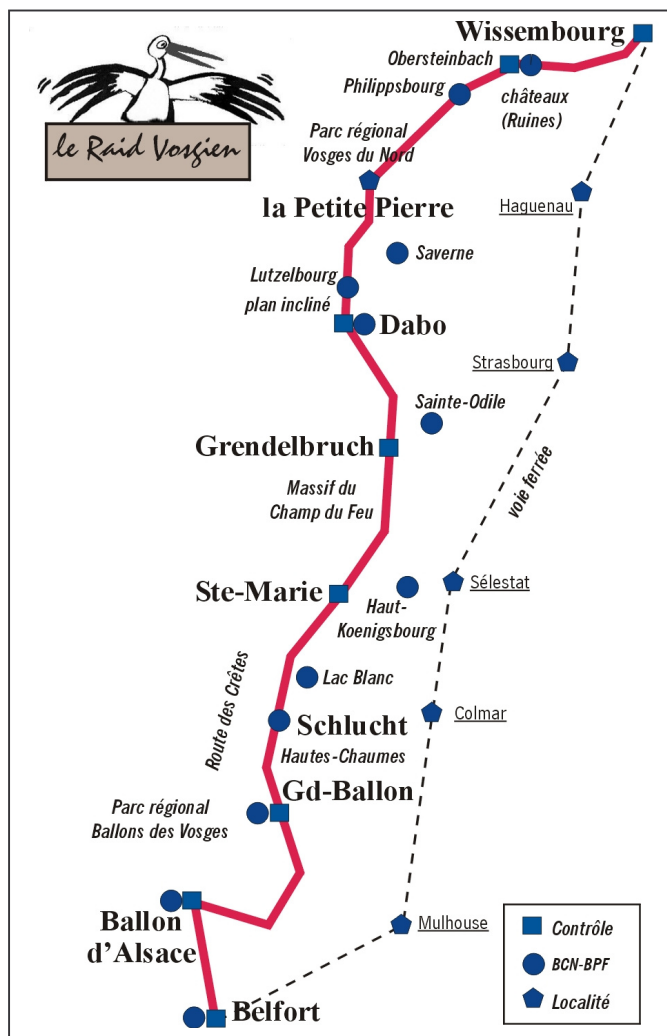 Wissembourg
le Raid Vosgien
Obersteinbach
Philippsbourg
châteaux
(Ruines)
Parc régional
Vosges du Nord
la Petite Pierre
Haguenau
Saverne
Lutzelbourg
plan incliné
Dabo
Strasbourg
Sainte-Odile
Grendelbruch
voie ferrée
Massif du
Champ du Feu
Ste-Marie
Sélestat
Haut-
Koenigsbourg
Route des Crêtes
Lac Blanc
Schlucht
Colmar
Hautes-Chaumes
Gd-Ballon
Parc régional
Ballons des Vosges
Ballon
d'Alsace
Mulhouse
Belfort
Contrôle
BCN-BPF
Localité